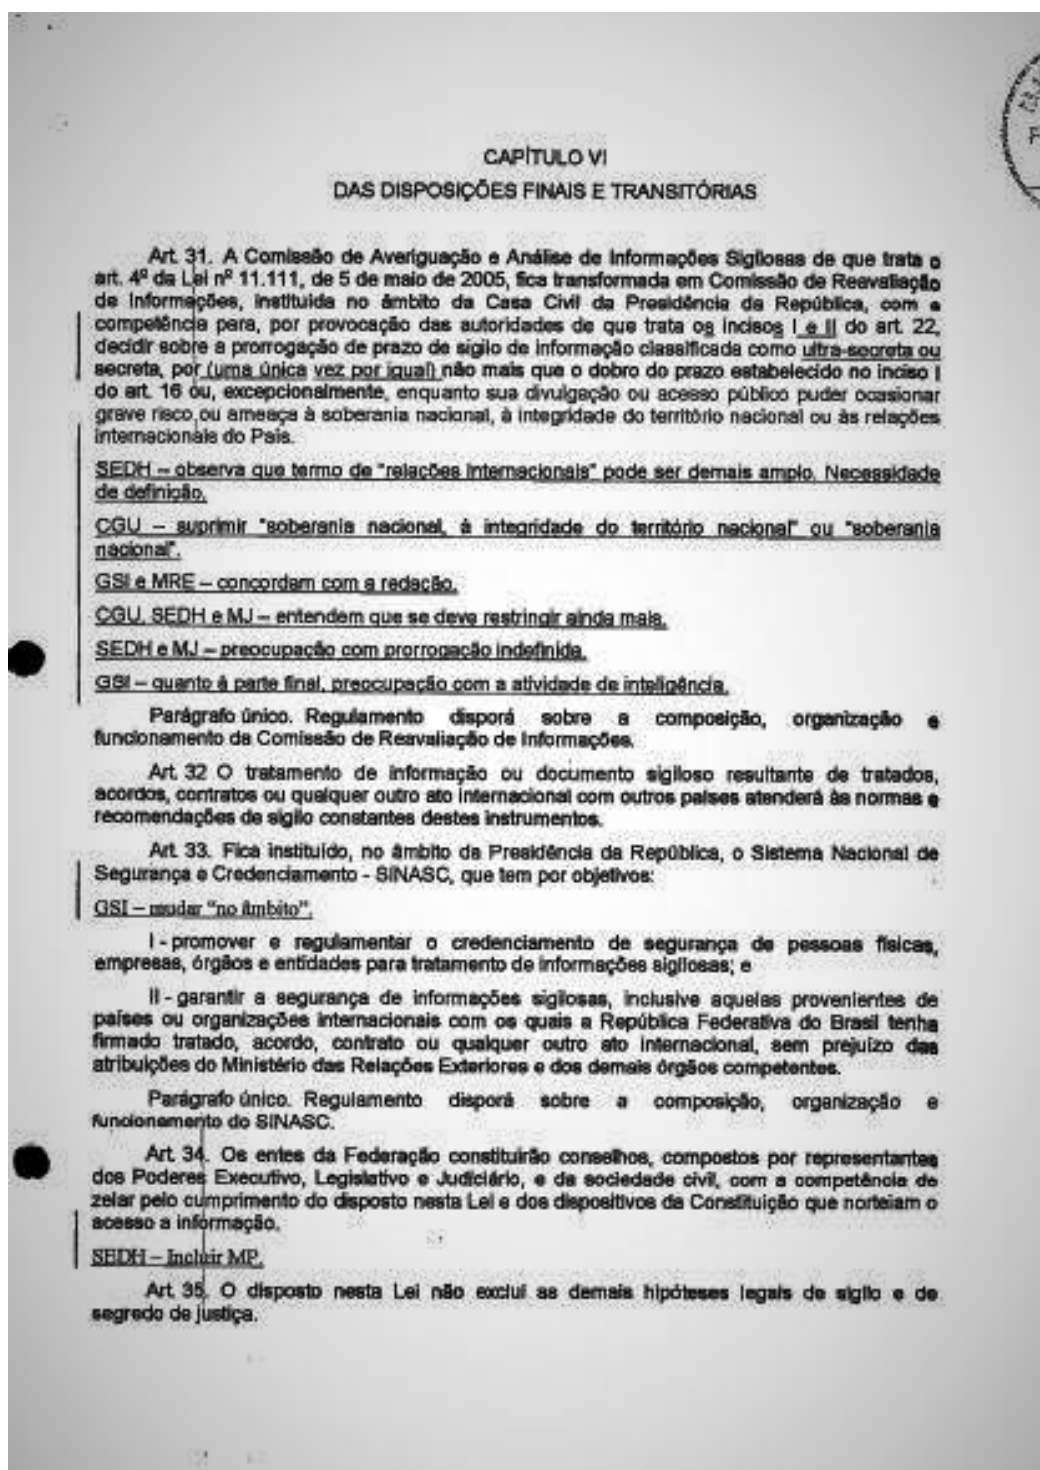 CAPÍTULO VI
DAS DISPOSIÇÕES FINAIS E TRANSITÓRIAS
Art. 31. A Comissão de Averiguação e Análise de Informações Sigilosas de que trata o
art. 4º da Lei nº 11.111, de 5 de maio de 2005, fica transformada em Comissão de Reavaliação
de Informações, instituída no âmbito da Casa Civil da Presidência da República, com a
competência para, por provocação das autoridades de que trata os incisos I e II do art. 22,
decidir sobre a prorrogação de prazo de sigilo de informação classificada como ultra-secreta ou
secreta, por (uma única vez por igual) não mais que o dobro do prazo estabelecido no inciso I
do art. 16 ou, excepcionalmente, enquanto sua divulgação ou acesso público puder ocasionar
grave risco ou ameaça à soberania nacional, à integridade do território nacional ou às relações
internacionais do País.
SEDH – observa que termo de "relações internacionais" pode ser demais amplo. Necessidade
de definição.
CGU – suprimir "soberania nacional, à integridade do território nacional" ou "soberania
nacional".
GSI e MRE – concordam com a redação.
CGU, SEDH e MJ – entendem que se deve restringir ainda mais.
SEDH e MJ – preocupação com prorrogação indefinida.
GSI – quanto à parte final, preocupação com a atividade de inteligência.
Parágrafo único. Regulamento disporá sobre a composição, organização e
funcionamento da Comissão de Reavaliação de Informações.
Art. 32 O tratamento de informação ou documento sigiloso resultante de tratados,
acordos, contratos ou qualquer outro ato internacional com outros países atenderá às normas e
recomendações de sigilo constantes destes instrumentos.
Art. 33. Fica instituído, no âmbito da Presidência da República, o Sistema Nacional de
Segurança e Credenciamento - SINASC, que tem por objetivos:
GSI – mudar "no âmbito".
I - promover e regulamentar o credenciamento de segurança de pessoas físicas,
empresas, órgãos e entidades para tratamento de informações sigilosas; e
II - garantir a segurança de informações sigilosas, inclusive aquelas provenientes de
países ou organizações internacionais com os quais a República Federativa do Brasil tenha
firmado tratado, acordo, contrato ou qualquer outro ato internacional, sem prejuízo das
atribuições do Ministério das Relações Exteriores e dos demais órgãos competentes.
Parágrafo único. Regulamento disporá sobre a composição, organização e
funcionamento do SINASC.
Art. 34. Os entes da Federação constituirão conselhos, compostos por representantes
dos Poderes Executivo, Legislativo e Judiciário, e da sociedade civil, com a competência de
zelar pelo cumprimento do disposto nesta Lei e dos dispositivos da Constituição que norteiam o
acesso a informação.
SEDH – Incluir MP.
Art. 35. O disposto nesta Lei não exclui as demais hipóteses legais de sigilo e de
segredo de justiça.